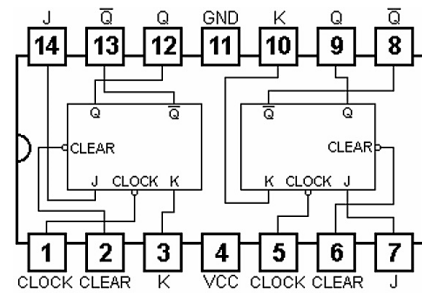 J Q̅ Q GND K Q Q̅
14 13 12 11 10 9 8
Q Q̅ Q̅ Q
CLEAR CLEAR
J CLOCK K K CLOCK J
1 2 3 4 5 6 7
CLOCK CLEAR K VCC CLOCK CLEAR J